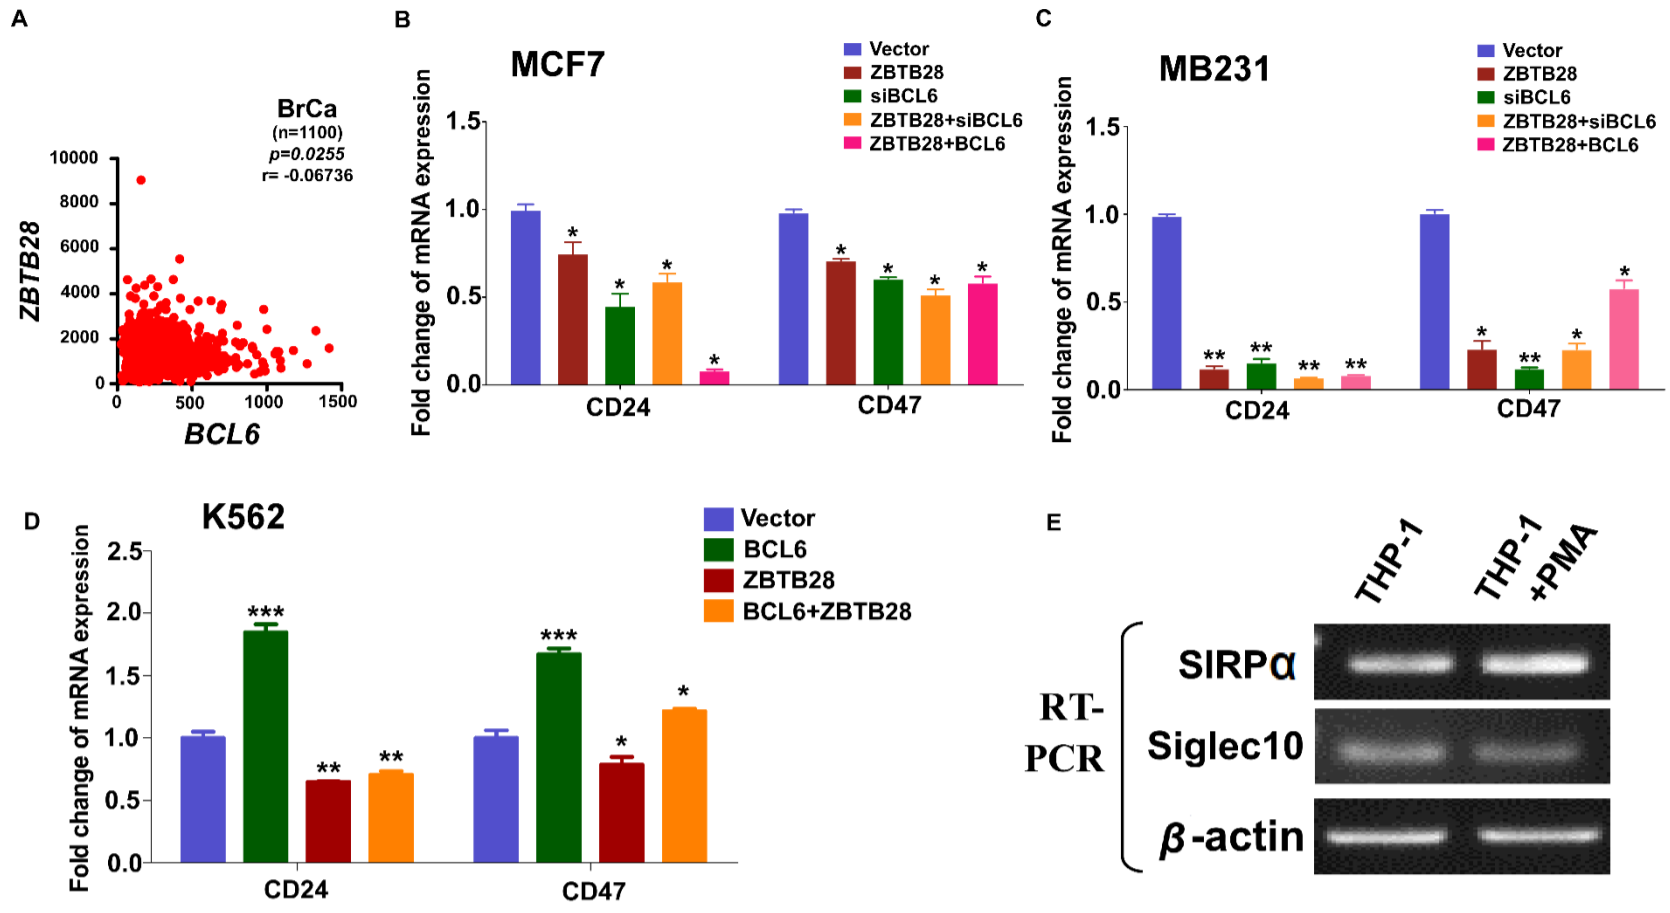 A
BrCa
(n=1100)
p=0.0255
r= -0.06736
10000
8000
6000
4000
2000
0
ZBTB28
0 500 1000 1500
BCL6
B
MCF7
Vector
ZBTB28
siBCL6
ZBTB28+siBCL6
ZBTB28+BCL6
Fold change of mRNA expression
1.5
1.0
0.5
0.0
* * * *
* * * *
CD24 CD47
C
MB231
Vector
ZBTB28
siBCL6
ZBTB28+siBCL6
ZBTB28+BCL6
Fold change of mRNA expression
1.5
1.0
0.5
0.0
** ** ** **
* ** * *
CD24 CD47
D
K562
Vector
BCL6
ZBTB28
BCL6+ZBTB28
Fold change of mRNA expression
2.5
2.0
1.5
1.0
0.5
0.0
*** ** **
*** * *
CD24 CD47
E
THP-1
THP-1
+PMA
RT-
PCR
SIRPα
Siglec10
β-actin